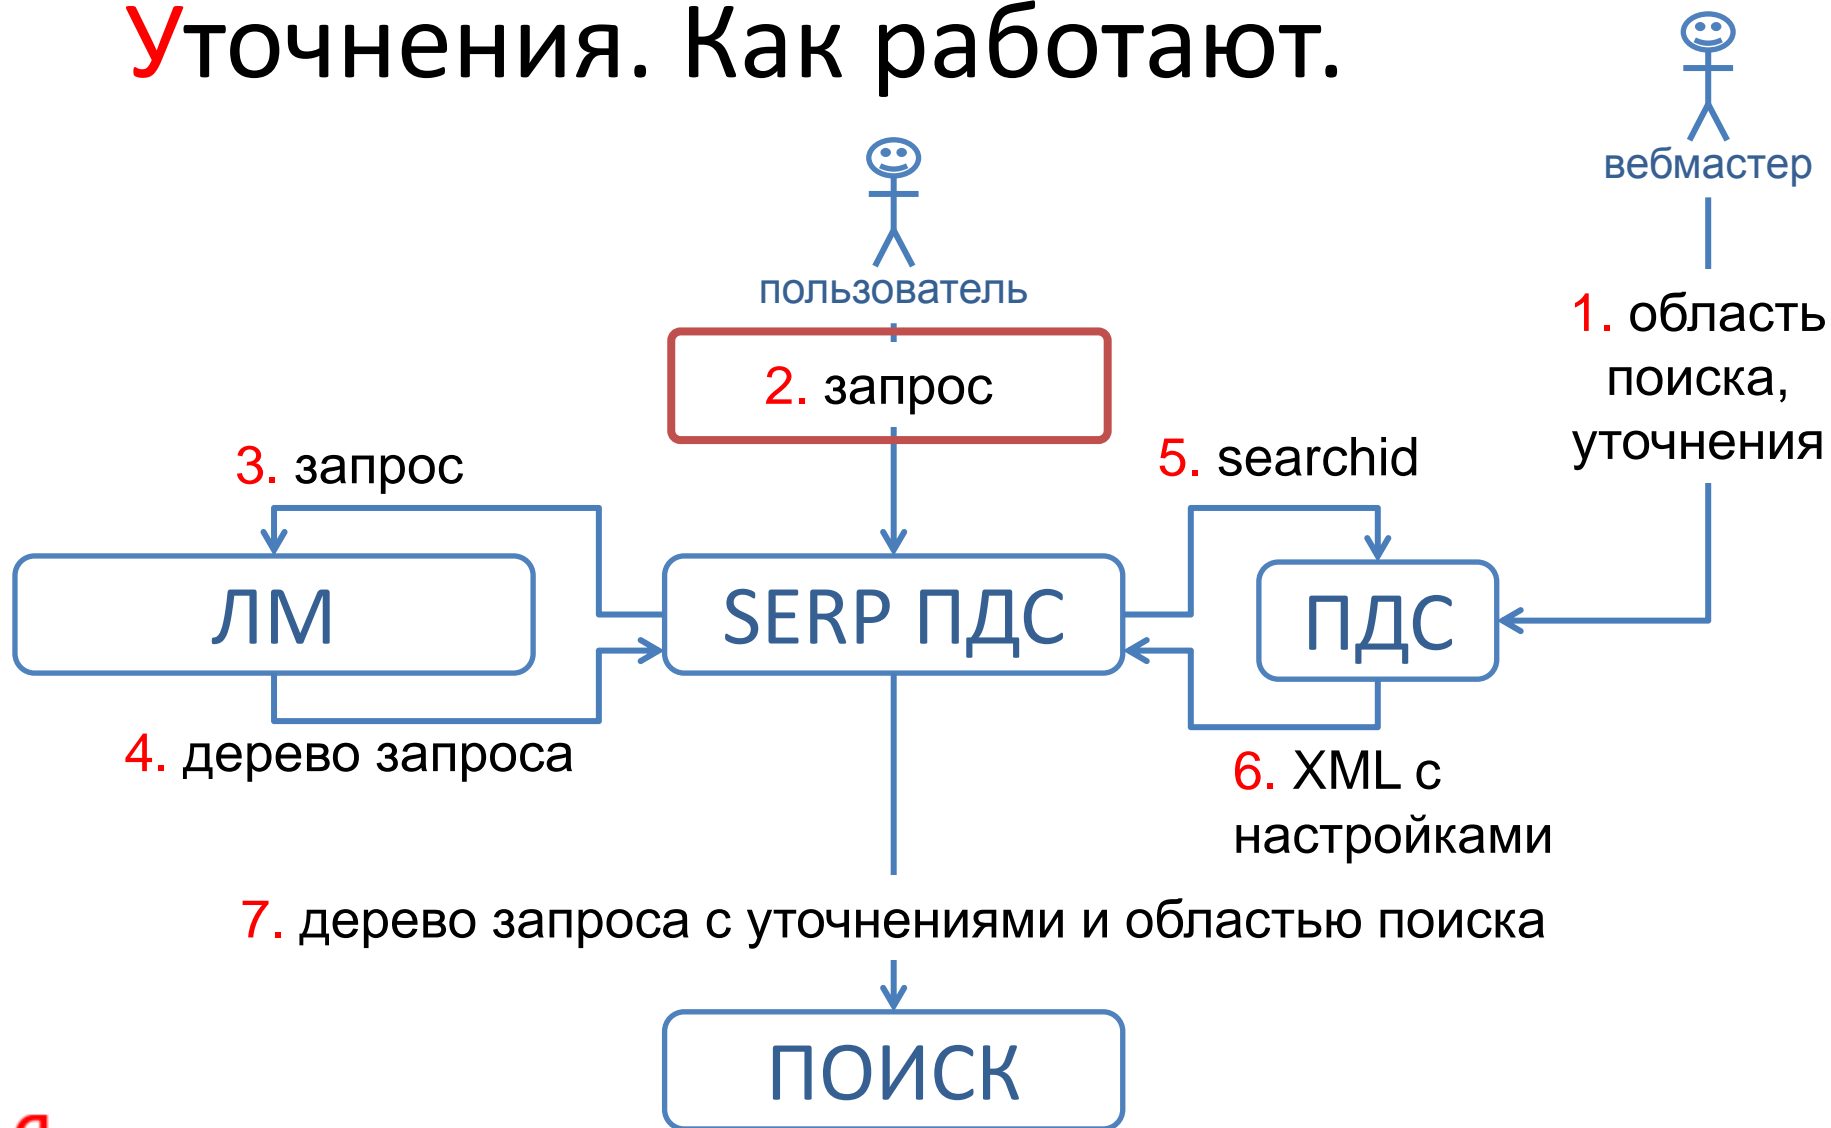 Уточнения. Как работают.
вебмастер
пользователь
1. область
поиска,
уточнения
2. запрос
3. запрос
5. searchid
ЛМ
SERP ПДС
ПДС
4. дерево запроса
6. XML с
настройками
7. дерево запроса с уточнениями и областью поиска
ПОИСК